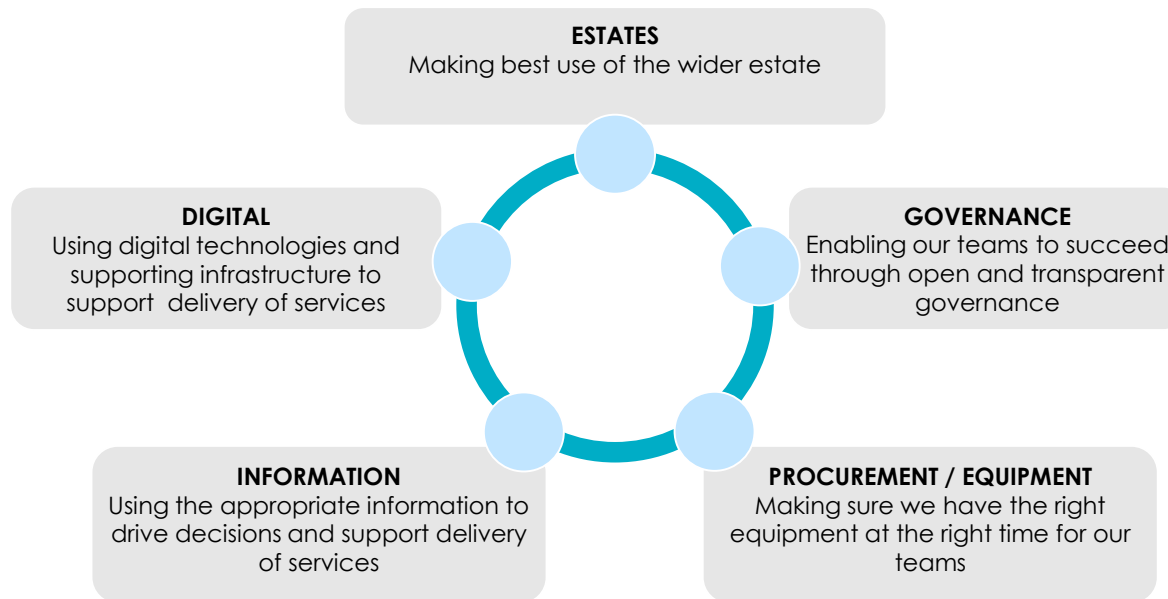 ESTATES
Making best use of the wider estate
DIGITAL
Using digital technologies and
supporting infrastructure to
support  delivery of services
GOVERNANCE
Enabling our teams to succeed
through open and transparent
governance
INFORMATION
Using the appropriate information to
drive decisions and support delivery
of services
PROCUREMENT / EQUIPMENT
Making sure we have the right
equipment at the right time for our
teams